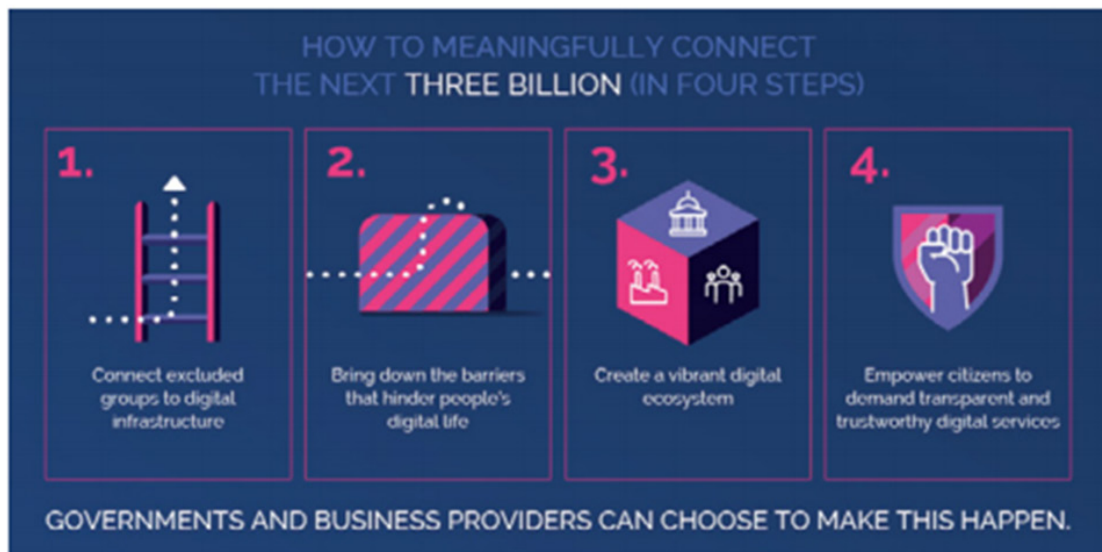 HOW TO MEANINGFULLY CONNECT
THE NEXT THREE BILLION (IN FOUR STEPS)
1.
Connect excluded
groups to digital
infrastructure
2.
Bring down the barriers
that hinder people's
digital life
3.
Create a vibrant digital
ecosystem
4.
Empower citizens to
demand transparent and
trustworthy digital services
GOVERNMENTS AND BUSINESS PROVIDERS CAN CHOOSE TO MAKE THIS HAPPEN.